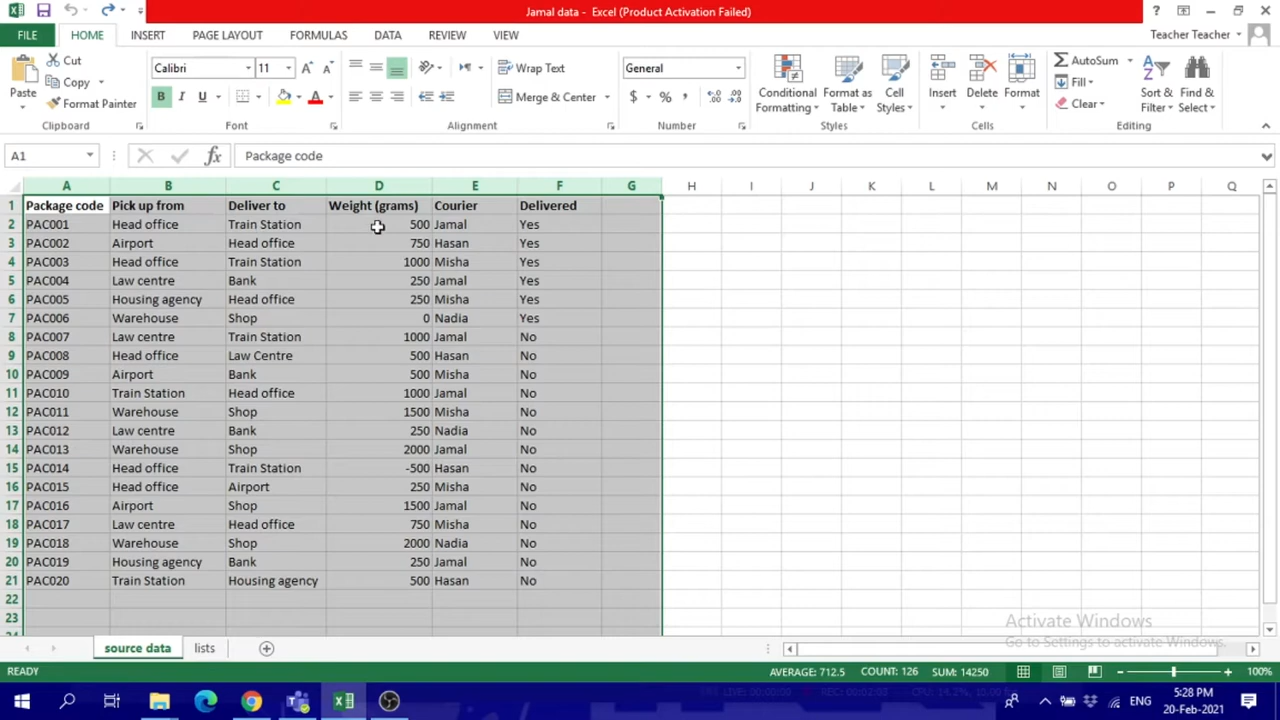 Jamal data - Excel (Product Activation Failed)
FILE HOME INSERT PAGE LAYOUT FORMULAS DATA REVIEW VIEW Teacher Teacher
Paste Cut Copy Format Painter Clipboard
Calibri 11 B I U A Font
Wrap Text Merge & Center Alignment
General $ % , Number
Conditional Formatting Format as Table Cell Styles Styles
Insert Delete Format Cells
AutoSum Fill Clear Sort & Filter Find & Select Editing
A1 fx Package code
A B C D E F G H I J K L M N O P Q
1 Package code Pick up from Deliver to Weight (grams) Courier Delivered
2 PAC001 Head office Train Station 500 Jamal Yes
3 PAC002 Airport Head office 750 Hasan Yes
4 PAC003 Head office Train Station 1000 Misha Yes
5 PAC004 Law centre Bank 250 Jamal Yes
6 PAC005 Housing agency Head office 250 Misha Yes
7 PAC006 Warehouse Shop 0 Nadia Yes
8 PAC007 Law centre Train Station 1000 Jamal No
9 PAC008 Head office Law Centre 500 Hasan No
10 PAC009 Airport Bank 500 Misha No
11 PAC010 Train Station Head office 1000 Jamal No
12 PAC011 Warehouse Shop 1500 Misha No
13 PAC012 Law centre Bank 250 Nadia No
14 PAC013 Warehouse Shop 2000 Jamal No
15 PAC014 Head office Train Station -500 Hasan No
16 PAC015 Head office Airport 250 Misha No
17 PAC016 Airport Shop 1500 Jamal No
18 PAC017 Law centre Head office 750 Misha No
19 PAC018 Warehouse Shop 2000 Nadia No
20 PAC019 Housing agency Bank 250 Jamal No
21 PAC020 Train Station Housing agency 500 Hasan No
22
23
Activate Windows
Go to Settings to activate Windows.
source data lists
READY AVERAGE: 712.5 COUNT: 126 SUM: 14250 100%
ENG 5:28 PM
20-Feb-2021